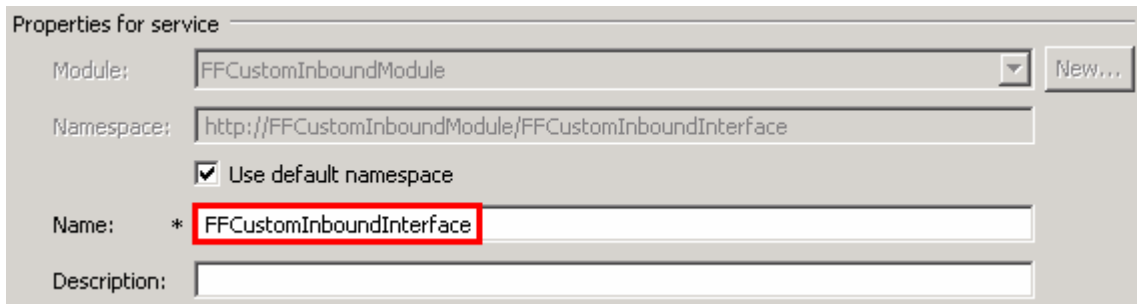 Properties for service
Module: FFCustomInboundModule New...
Namespace: http://FFCustomInboundModule/FFCustomInboundInterface
Use default namespace
Name: * FFCustomInboundInterface
Description: